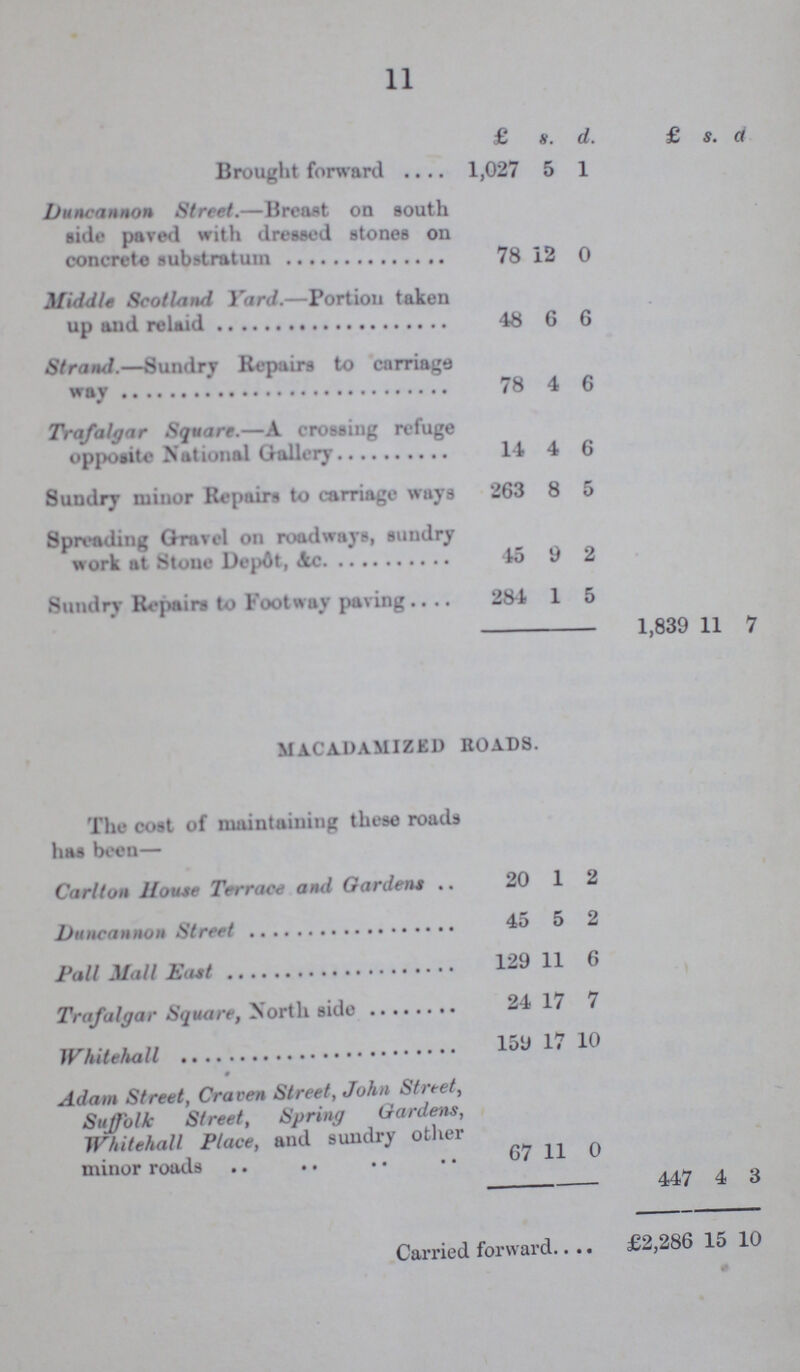 11
£ s. d. £ s. d
Brought forward .... 1,027 5 1
Duncannon Street.—Breast on south
side paved with dressed stones on
concrete substratum .............. 78 12 0
Middle Scotland Yard.—Portion taken
up and relaid .................... 48 6 6
Strand.—Sundry Repairs to carriage
way ............................ 78 4 6
Trafalgar Square.—A crossing refuge
opposite National Gallery.......... 14 4 6
Sundry minor Repairs to carriage ways 263 8 5
Spreading Gravel on roadways, sundry
work at Stone Depôt, &c. .......... 45 9 2
Sundry Repairs to Footway paving.... 284 1 5
1,839 11 7
MACADAMIZED ROADS.
The cost of maintaining these roads
has been—
Carlton House Terrace and Gardens .. 20 1 2
Duncannon Street .................. 45 5 2
Pall Mall East .................... 129 11 6
Trafalgar Square, North side ........ 24 17 7
Whitehall ........................ 159 17 10
Adam Street, Craven Street, John Street,
Suffolk Street, Spring Gardens,
Whitehall Place, and sundry other
minor roads .. .. .. .. 67 11 0
447 4 3
Carried forward.... £2,286 15 10